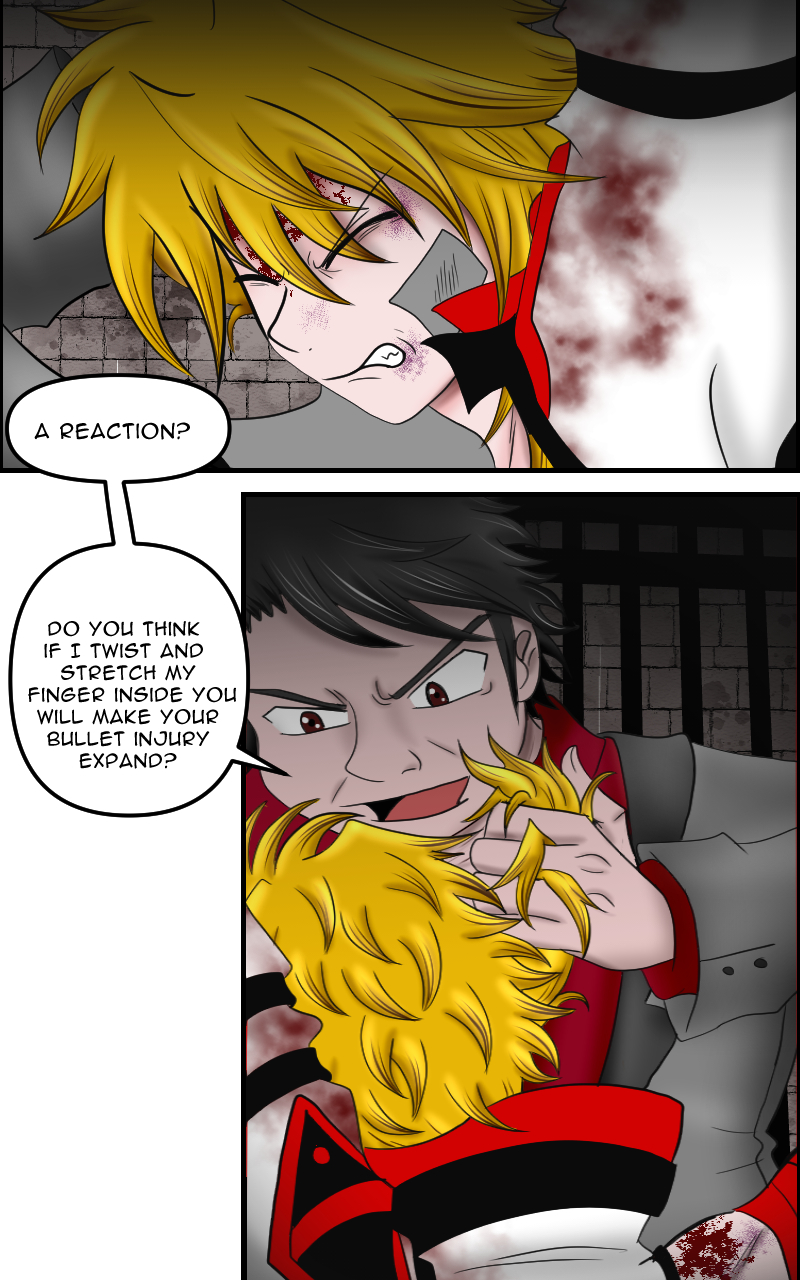 A REACTION?
DO YOU THINK
IF I TWIST AND
STRETCH MY
FINGER INSIDE YOU
WILL MAKE YOUR
BULLET INJURY
EXPAND?